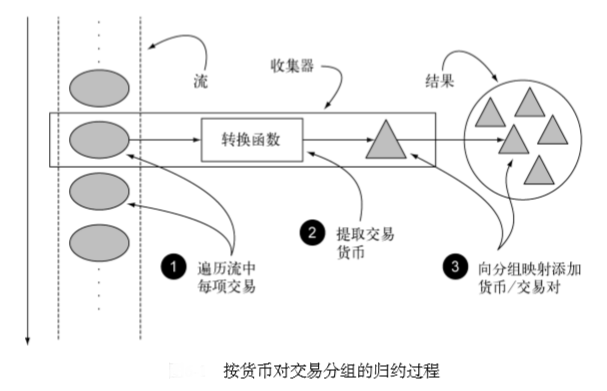 流
收集器
结果
转换函数
1
遍历流中
每项交易
2
提取交易
货币
3
向分组映射添加
货币/交易对
按货币对交易分组的归约过程